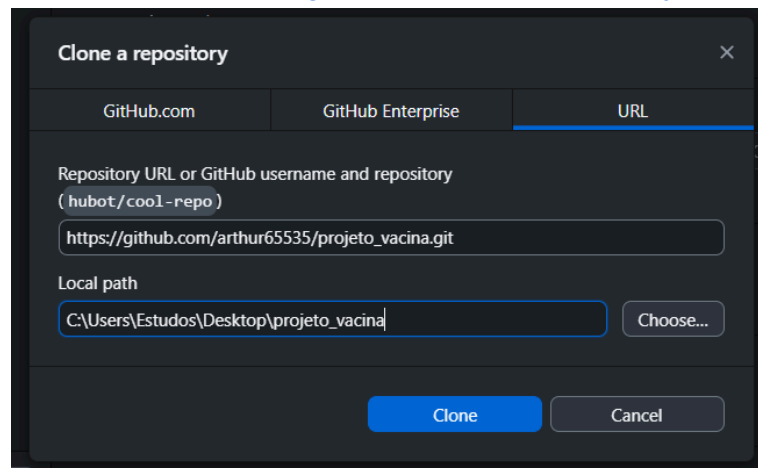 Clone a repository
GitHub.com
GitHub Enterprise
URL
Repository URL or GitHub username and repository
(hubot/cool-repo)
https://github.com/arthur65535/projeto_vacina.git
Local path
C:\Users\Estudos\Desktop\projeto_vacina
Choose...
Clone
Cancel